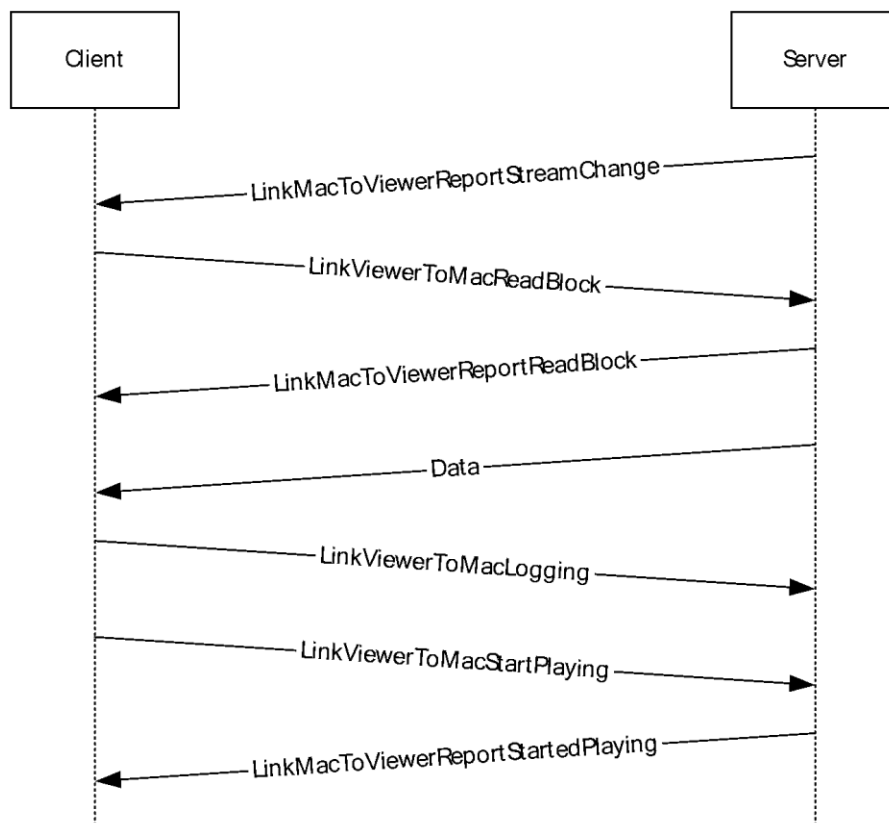 Client
Server
LinkMacToViewerReportStreamChange
LinkViewerToMacReadBlock
LinkMacToViewerReportReadBlock
Data
LinkViewerToMacLogging
LinkViewerToMacStartPlaying
LinkMacToViewerReportStartedPlaying